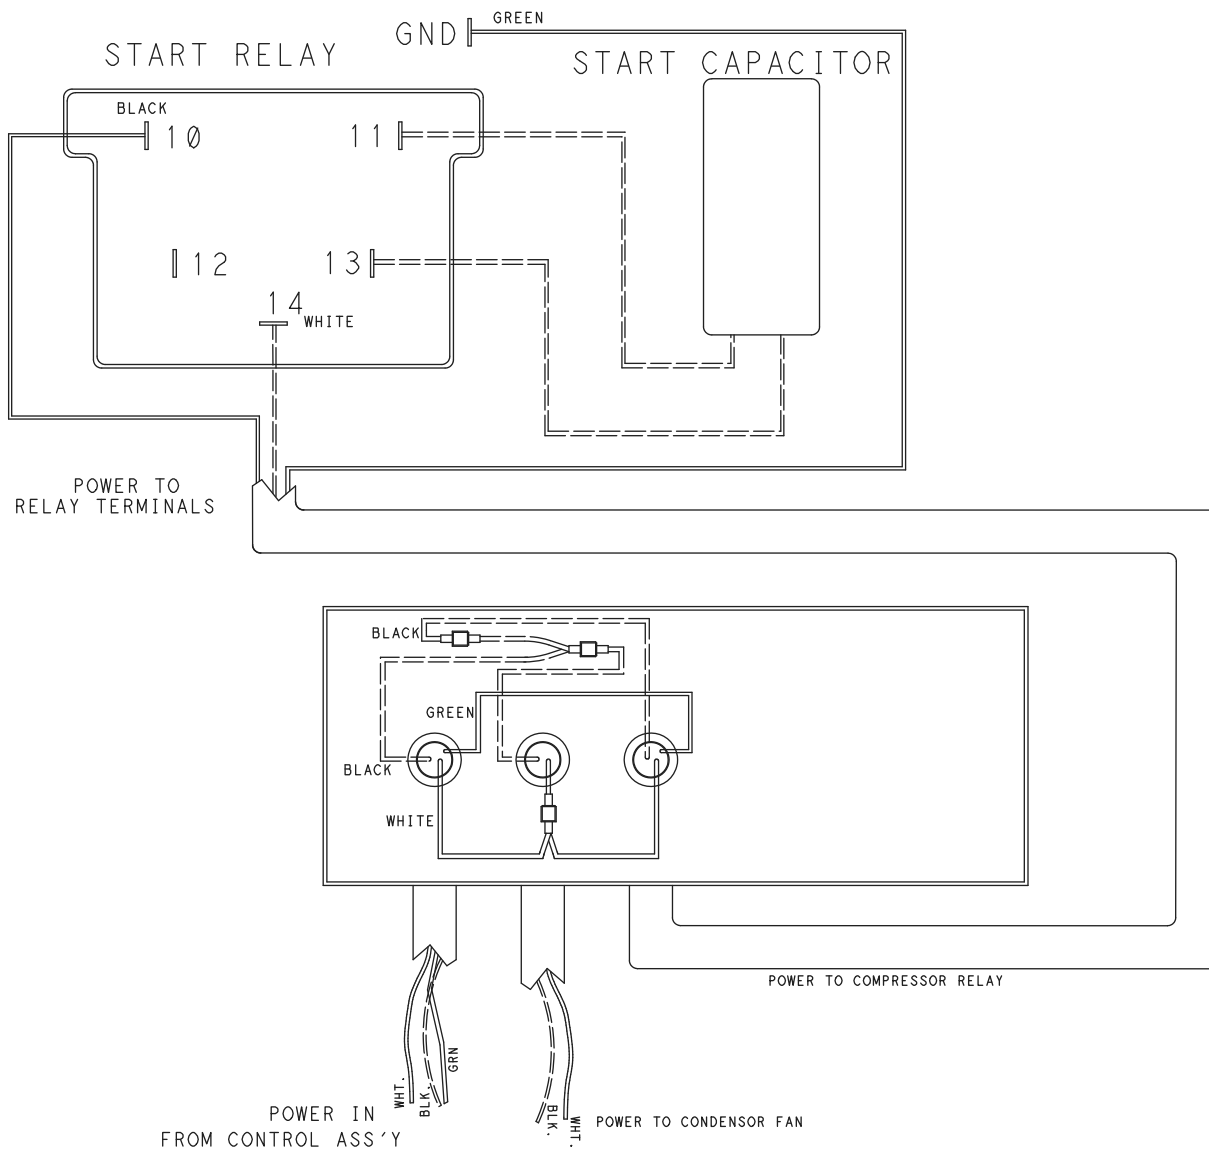 GND
GREEN
START RELAY
START CAPACITOR
BLACK
10
11
12
13
14
WHITE
POWER TO
RELAY TERMINALS
BLACK
GREEN
BLACK
WHITE
POWER TO COMPRESSOR RELAY
WHT.
BLK.
GRN
BLK.
WHT.
POWER IN
FROM CONTROL ASS'Y
POWER TO CONDENSOR FAN